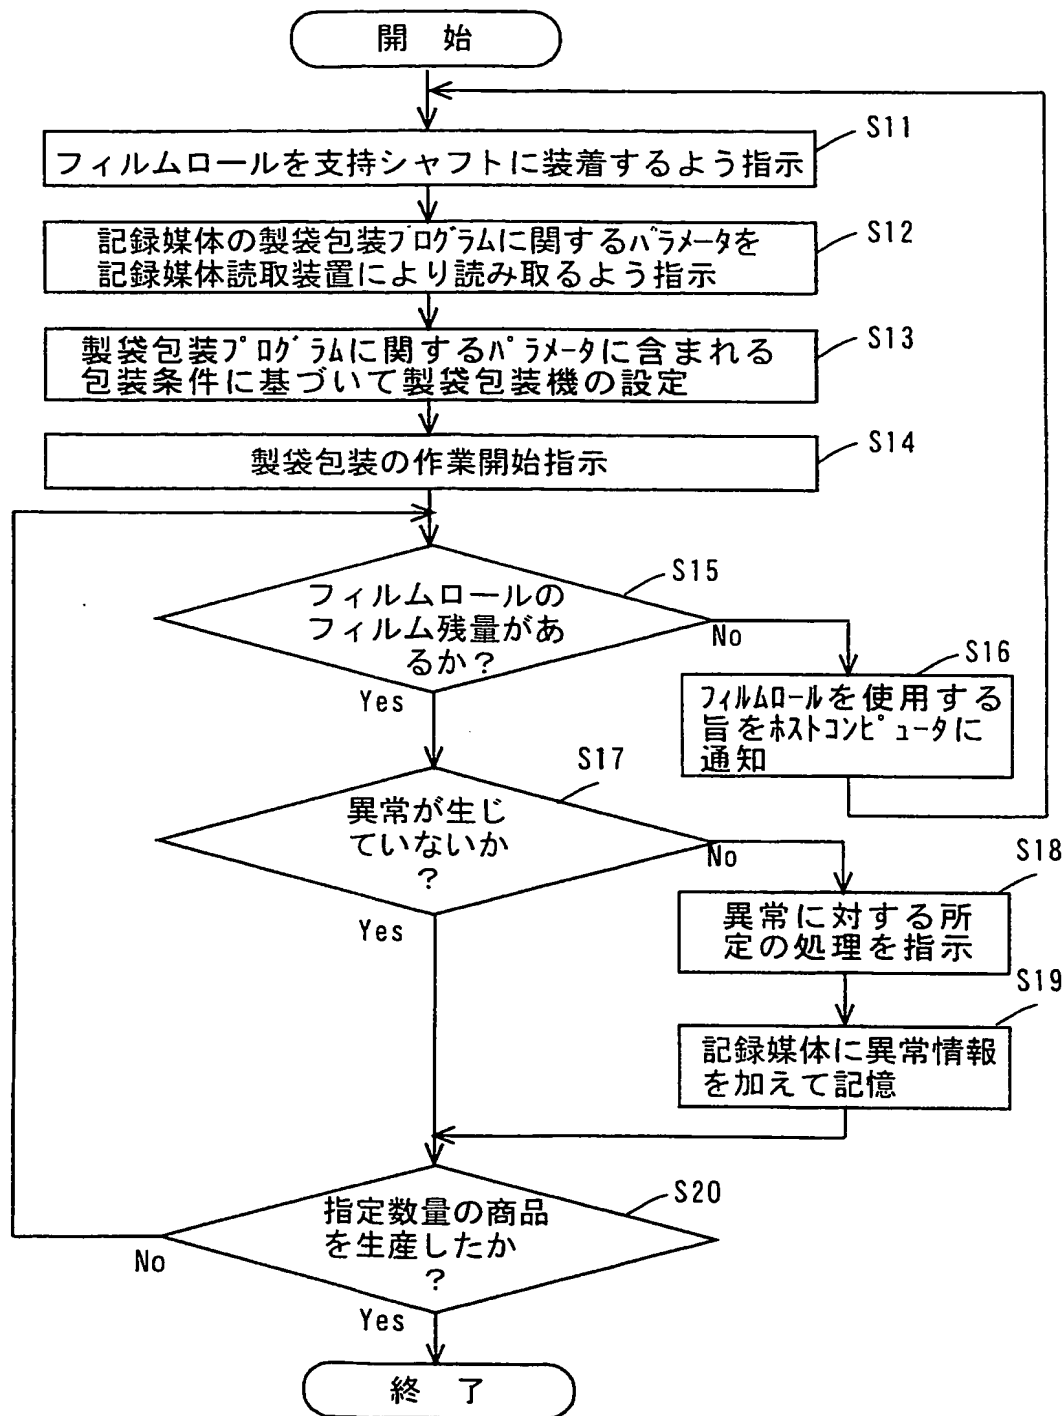 開 始
S11
フィルムロールを支持シャフトに装着するよう指示
S12
記録媒体の製袋包装プログラムに関するパラメータを
記録媒体読取装置により読み取るよう指示
S13
製袋包装プログラムに関するパラメータに含まれる
包装条件に基づいて製袋包装機の設定
S14
製袋包装の作業開始指示
S15
フィルムロールの
フィルム残量があ
るか？
No
Yes
S16
フィルムロールを使用する
旨をホストコンピュータに
通知
S17
異常が生じ
ていないか
？
No
Yes
S18
異常に対する所
定の処理を指示
S19
記録媒体に異常情報
を加えて記憶
S20
指定数量の商品
を生産したか
？
No
Yes
終 了